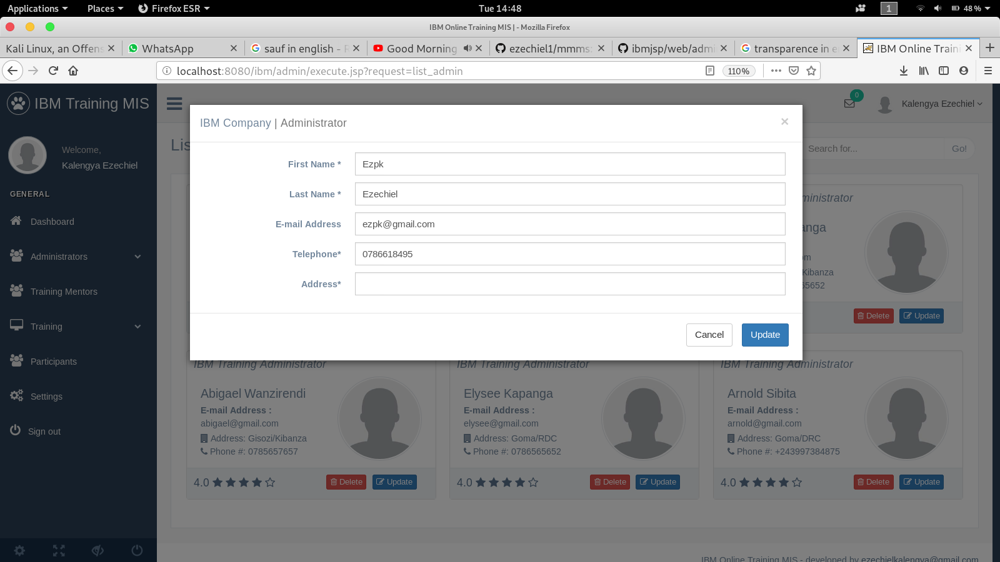 Applications Places Firefox ESR Tue 14:48 1 48 %
IBM Online Training MIS | - Mozilla Firefox
Kali Linux, an Offens WhatsApp sauf in english - Good Morning ezechiel1/mmms: ibmjsp/web/admi transparence in e IBM Online Traini
localhost:8080/ibm/admin/execute.jsp?request=list_admin 110%
IBM Training MIS
0
Kalengya Ezechiel
IBM Company | Administrator
×
Lis
Search for... Go!
Welcome,
Kalengya Ezechiel
GENERAL
Dashboard
Administrators
Training Mentors
Training
Participants
Settings
Sign out
First Name * Ezpk
Last Name * Ezechiel
E-mail Address ezpk@gmail.com
Telephone* 0786618495
Address*
Cancel Update
ministrator
anga
om
Kibanza
65652
Delete Update
IBM Training Administrator
Abigael Wanzirendi
E-mail Address :
abigael@gmail.com
Address: Gisozi/Kibanza
Phone #: 0785657657
4.0 Delete Update
IBM Training Administrator
Elysee Kapanga
E-mail Address :
elysee@gmail.com
Address: Goma/RDC
Phone #: 0786565652
4.0 Delete Update
IBM Training Administrator
Arnold Sibita
E-mail Address :
arnold@gmail.com
Address: Goma/DRC
Phone #: +243997384875
4.0 Delete Update
IBM Online Training MIS - developed by ezechielkalengya@gmail.com